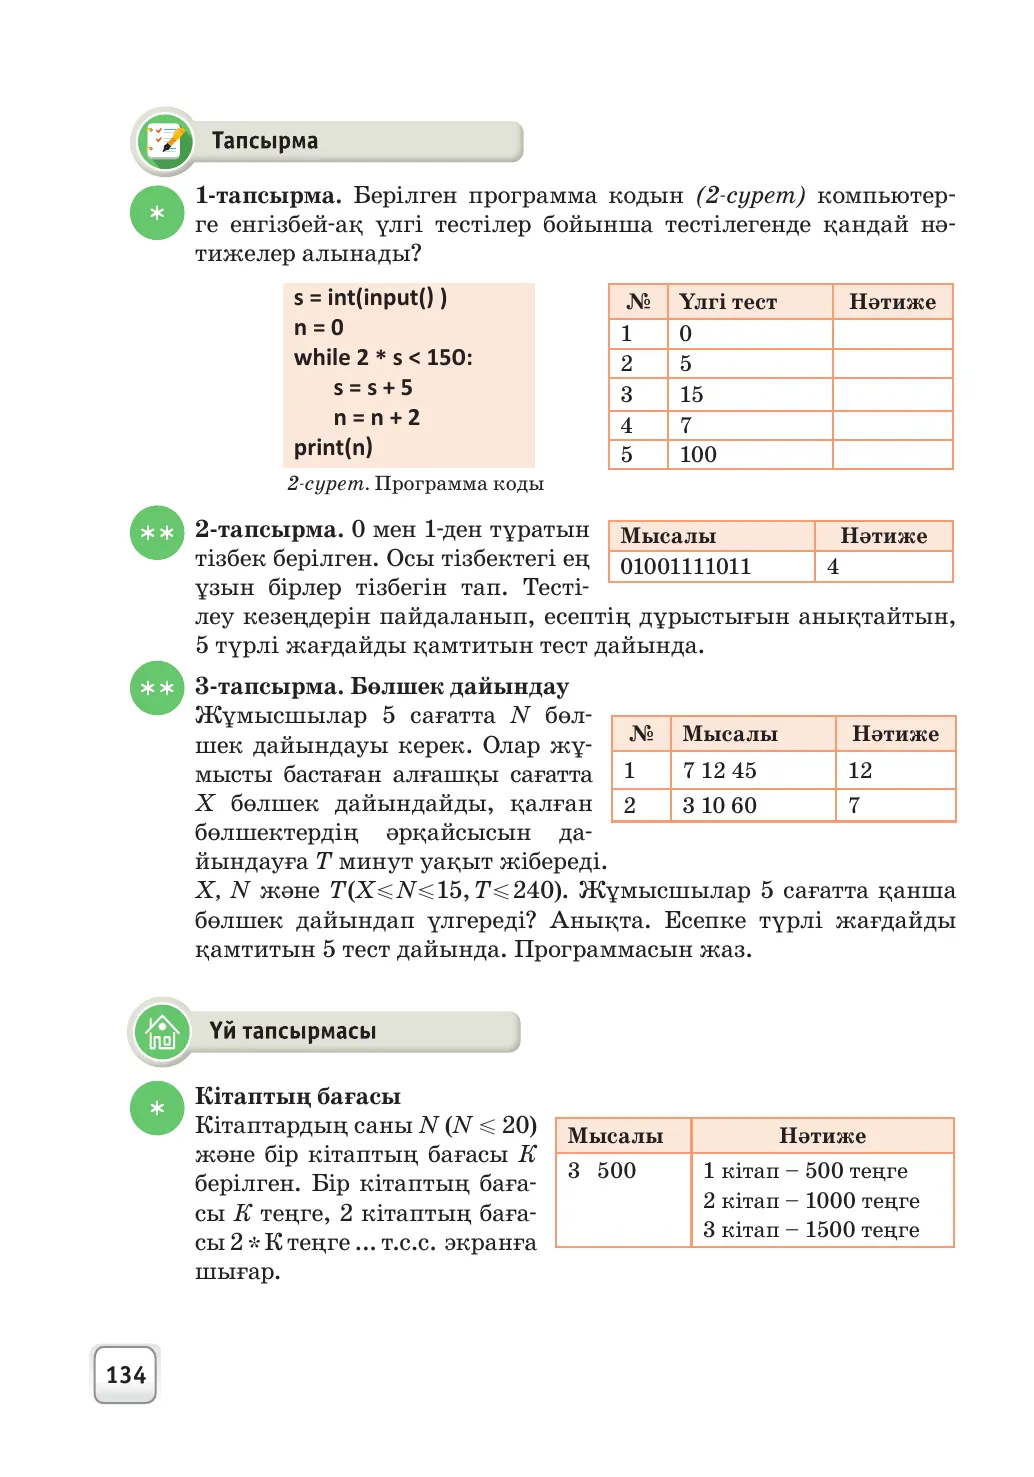 Тапсырма
1-тапсырма. Берілген программа кодын (2-сурет) компьютер-
ге енгізбей-ақ үлгі тестілер бойынша тестілегенде қандай нә-
тижелер алынады?
s = int(input() )
n = 0
while 2 * s < 150:
s = s + 5
n = n + 2
print(n)
2-сурет. Программа коды
№ Үлгі тест Нәтиже
1 0
2 5
3 15
4 7
5 100
2-тапсырма. 0 мен 1-ден тұратын
тізбек берілген. Осы тізбектегі ең
ұзын бірлер тізбегін тап. Тесті-
леу кезеңдерін пайдаланып, есептің дұрыстығын анықтайтын,
5 түрлі жағдайды қамтитын тест дайында.
Мысалы Нәтиже
01001111011 4
3-тапсырма. Бөлшек дайындау
Жұмысшылар 5 сағатта N бөл-
шек дайындауы керек. Олар жұ-
мысты бастаған алғашқы сағатта
X бөлшек дайындайды, қалған
бөлшектердің әрқайсысын да-
йындауға T минут уақыт жібереді.
X, N және T(X⩽N⩽15, T⩽240). Жұмысшылар 5 сағатта қанша
бөлшек дайындап үлгереді? Анықта. Есепке түрлі жағдайды
қамтитын 5 тест дайында. Программасын жаз.
№ Мысалы Нәтиже
1 7 12 45 12
2 3 10 60 7
Үй тапсырмасы
Кітаптың бағасы
Кітаптардың саны N (N ⩽ 20)
және бір кітаптың бағасы К
берілген. Бір кітаптың баға-
сы К теңге, 2 кітаптың баға-
сы 2 * К теңге ... т.с.с. экранға
шығар.
Мысалы Нәтиже
3 500 1 кітап – 500 теңге
2 кітап – 1000 теңге
3 кітап – 1500 теңге
134